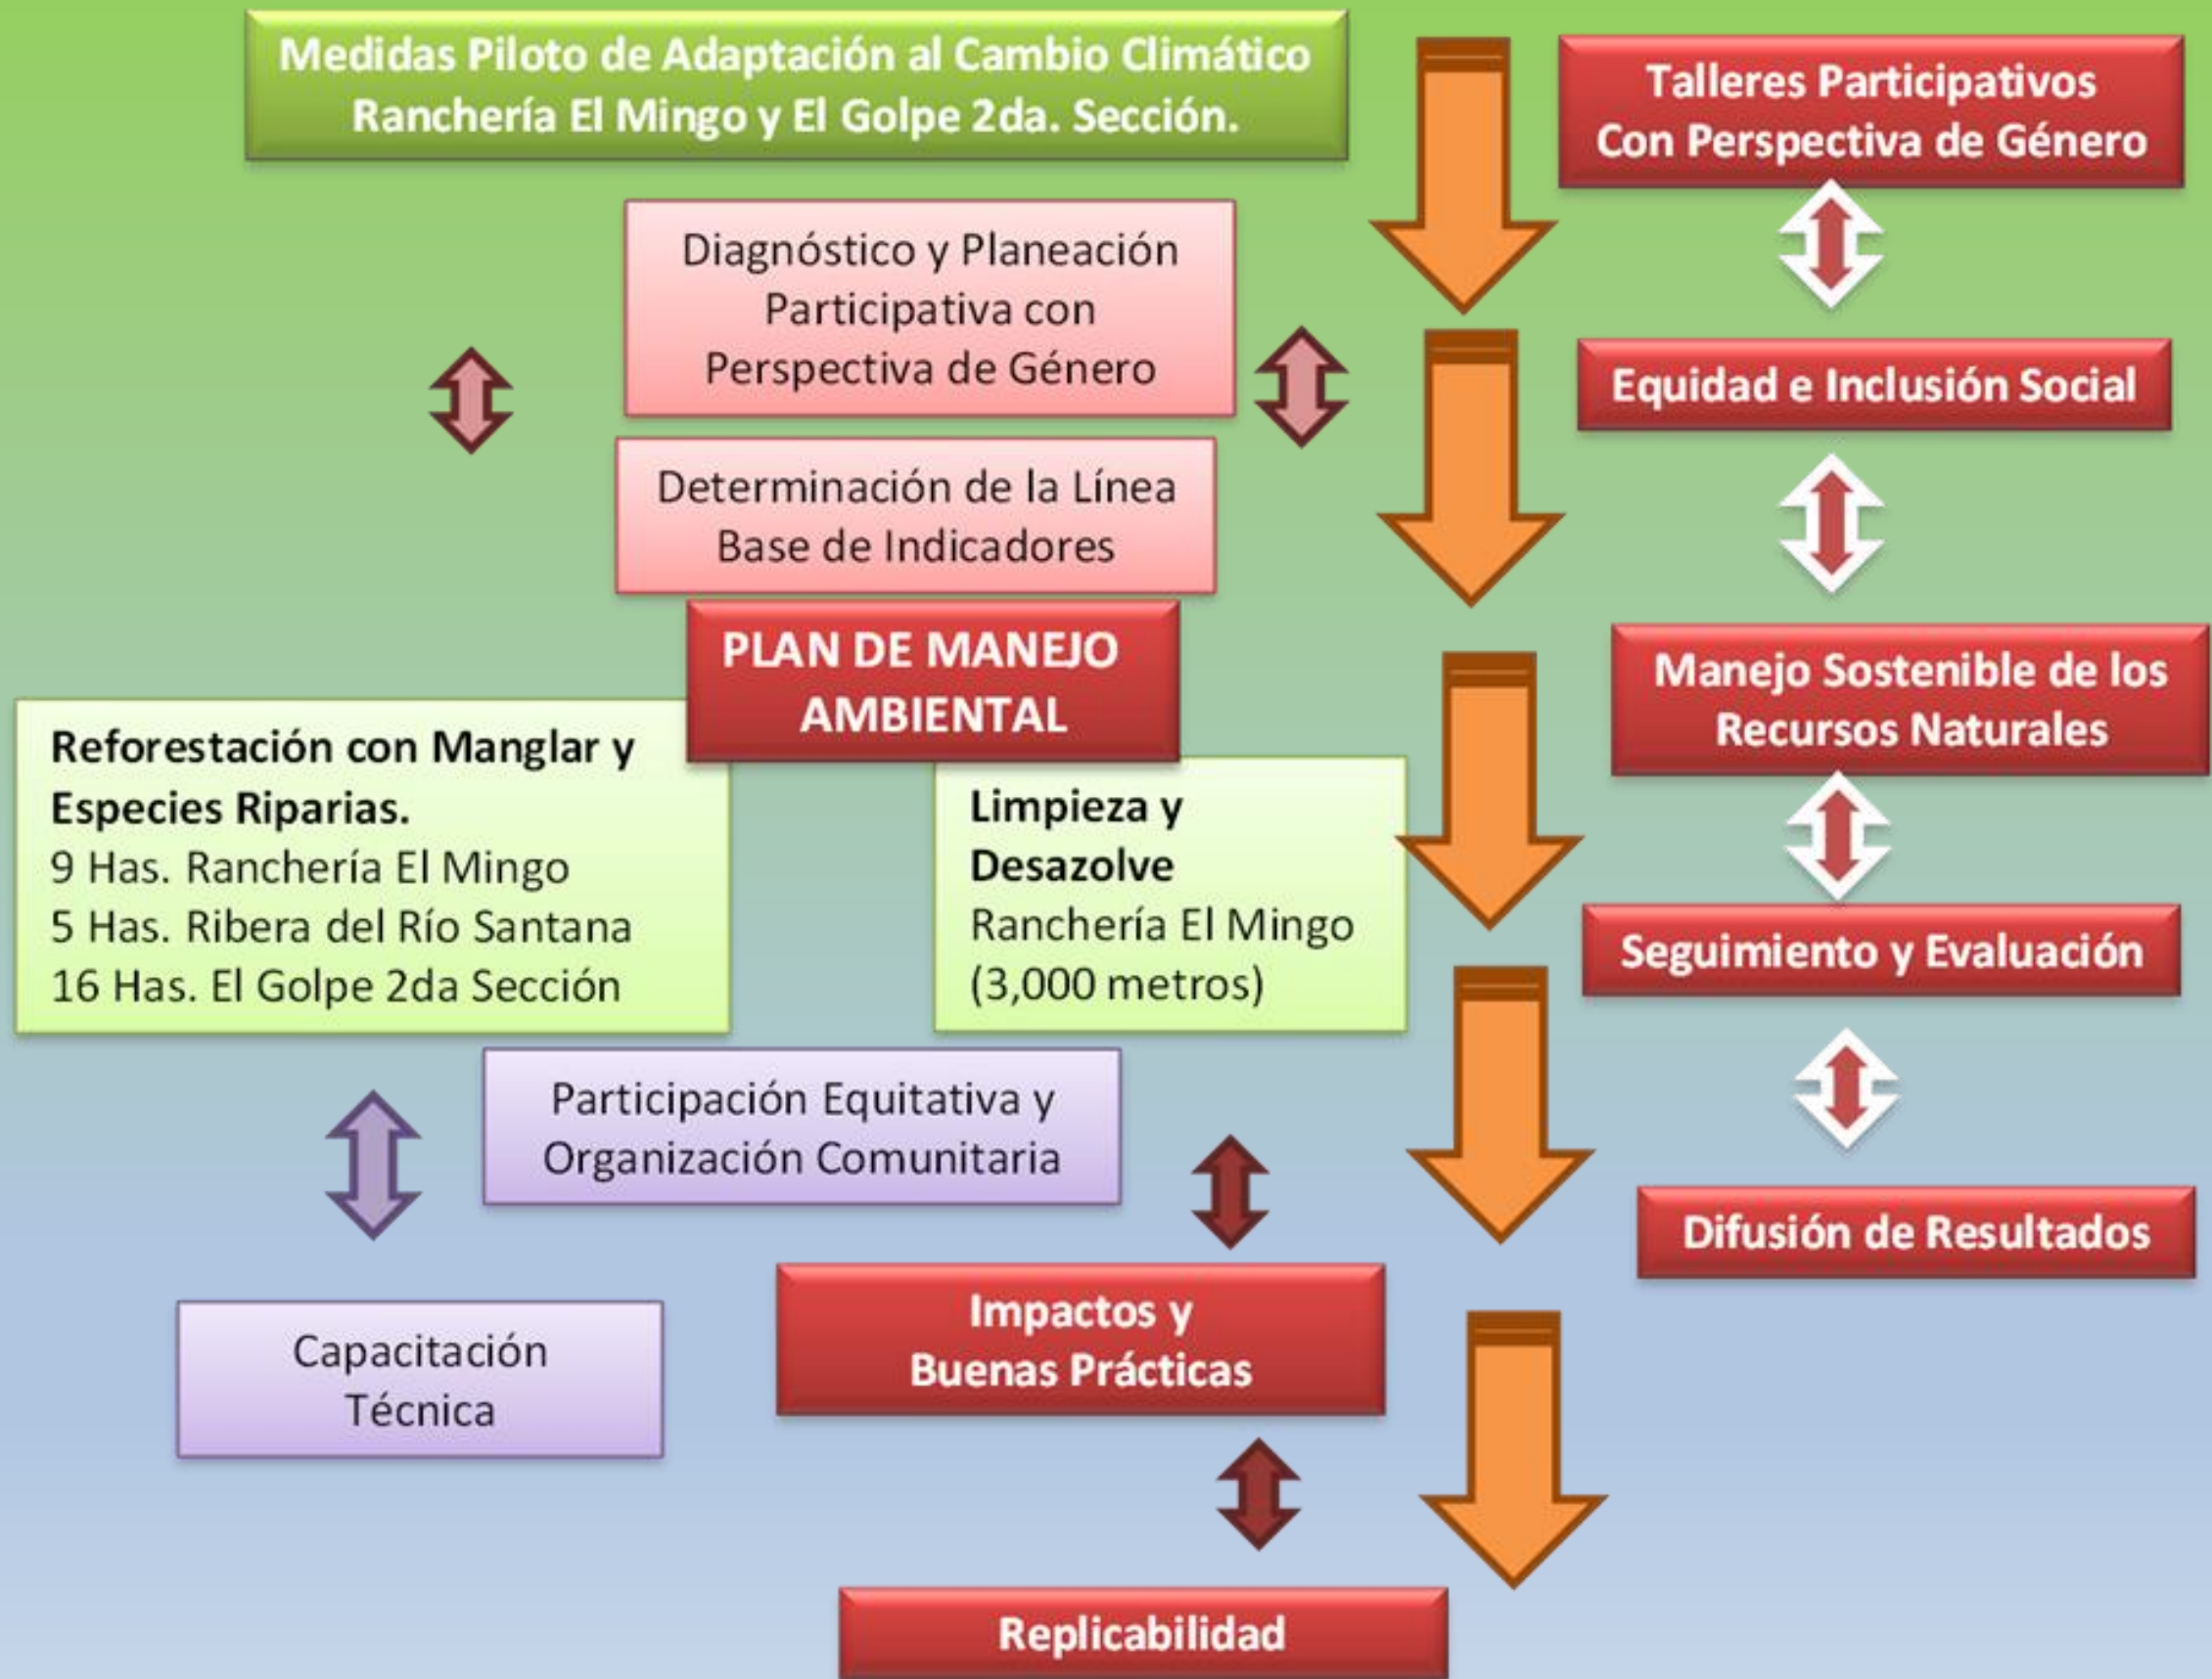 Medidas Piloto de Adaptación al Cambio Climático
Ranchería El Mingo y El Golpe 2da. Sección.
Diagnóstico y Planeación
Participativa con
Perspectiva de Género
Determinación de la Línea
Base de Indicadores
PLAN DE MANEJO
AMBIENTAL
Reforestación con Manglar y
Especies Riparias.
9 Has. Ranchería El Mingo
5 Has. Ribera del Río Santana
16 Has. El Golpe 2da Sección
Limpieza y
Desazolve
Ranchería El Mingo
(3,000 metros)
Participación Equitativa y
Organización Comunitaria
Capacitación
Técnica
Impactos y
Buenas Prácticas
Replicabilidad
Talleres Participativos
Con Perspectiva de Género
Equidad e Inclusión Social
Manejo Sostenible de los
Recursos Naturales
Seguimiento y Evaluación
Difusión de Resultados